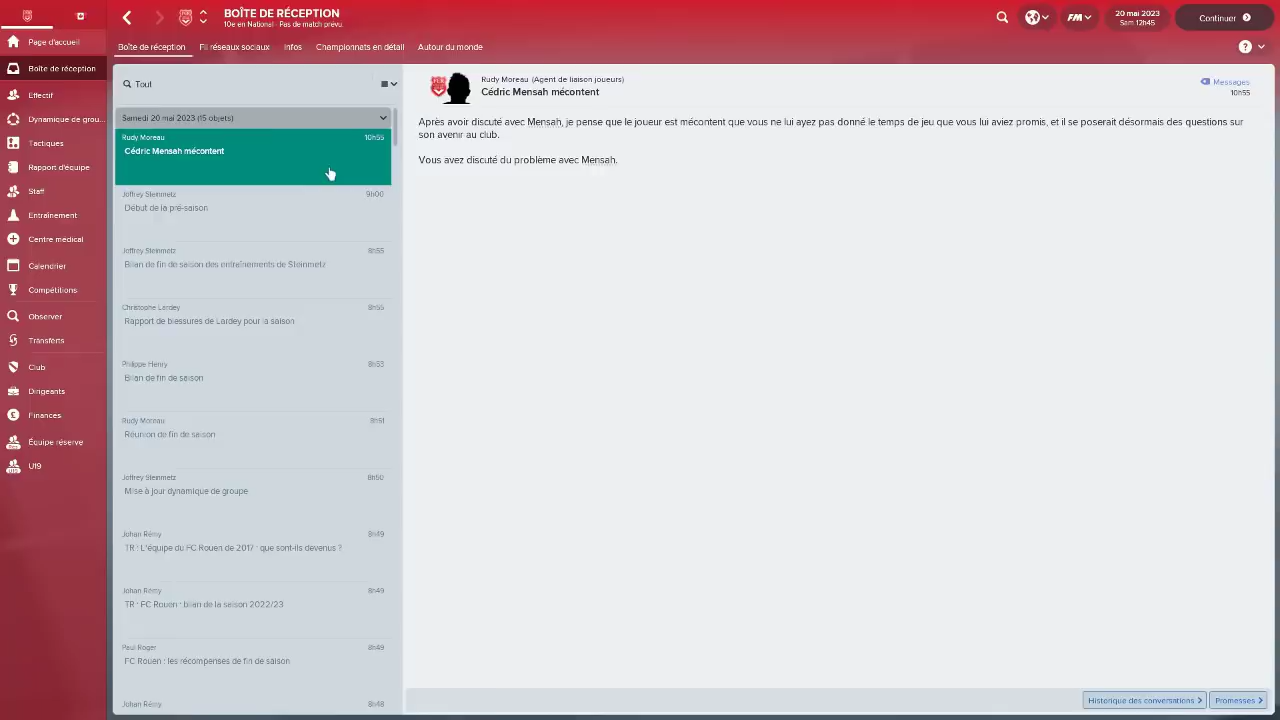 BOÎTE DE RÉCEPTION
10e en National - Pas de match prévu.
FM
20 mai 2023
Sam 12h45
Continuer
Boîte de réception
Fil réseaux sociaux
Infos
Championnats en détail
Autour du monde
Page d'accueil
Boîte de réception
Effectif
Dynamique de grou...
Tactiques
Rapport d'équipe
Staff
Entraînement
Centre médical
Calendrier
Compétitions
Observer
Transferts
Club
Dirigeants
Finances
Équipe réserve
U19
Tout
Samedi 20 mai 2023 (15 objets)
Rudy Moreau 10h55
Cédric Mensah mécontent
Joffrey Steinmetz 9h00
Début de la pré-saison
Joffrey Steinmetz 8h55
Bilan de fin de saison des entraînements de Steinmetz
Christophe Lardey 8h55
Rapport de blessures de Lardey pour la saison
Philippe Henry 8h53
Bilan de fin de saison
Rudy Moreau 8h51
Réunion de fin de saison
Joffrey Steinmetz 8h50
Mise à jour dynamique de groupe
Johan Rémy 8h49
TR : L'équipe du FC Rouen de 2017 : que sont-ils devenus ?
Johan Rémy 8h49
TR : FC Rouen : bilan de la saison 2022/23
Paul Roger 8h49
FC Rouen : les récompenses de fin de saison
Johan Rémy 8h48
Rudy Moreau (Agent de liaison joueurs)
Cédric Mensah mécontent
Messages
10h55
Après avoir discuté avec Mensah, je pense que le joueur est mécontent que vous ne lui ayez pas donné le temps de jeu que vous lui aviez promis, et il se poserait désormais des questions sur
son avenir au club.
Vous avez discuté du problème avec Mensah.
Historique des conversations
Promesses